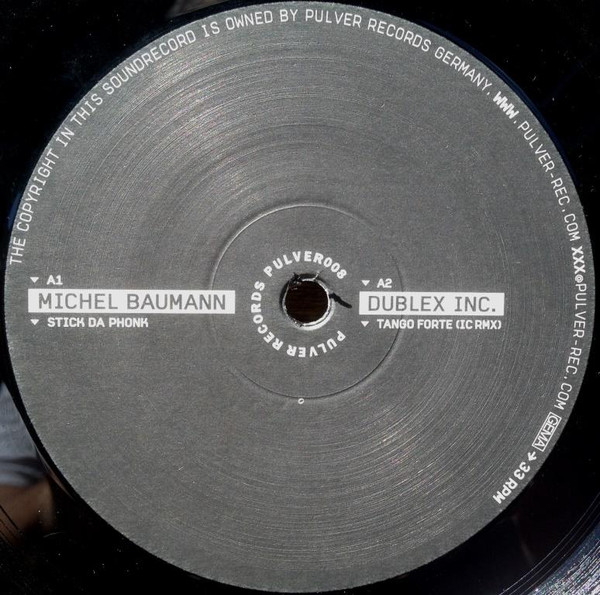 THE COPYRIGHT IN THIS SOUNDRECORD IS OWNED BY PULVER RECORDS GERMANY. WWW.PULVER-REC.COM XXX@PULVER-REC.COM GEMA → 33 RPM
PULVER008
PULVER RECORDS
▼ A1
MICHEL BAUMANN
▼ STICK DA PHONK
▼ A2
DUBLEX INC.
▼ TANGO FORTE (IC RMX)